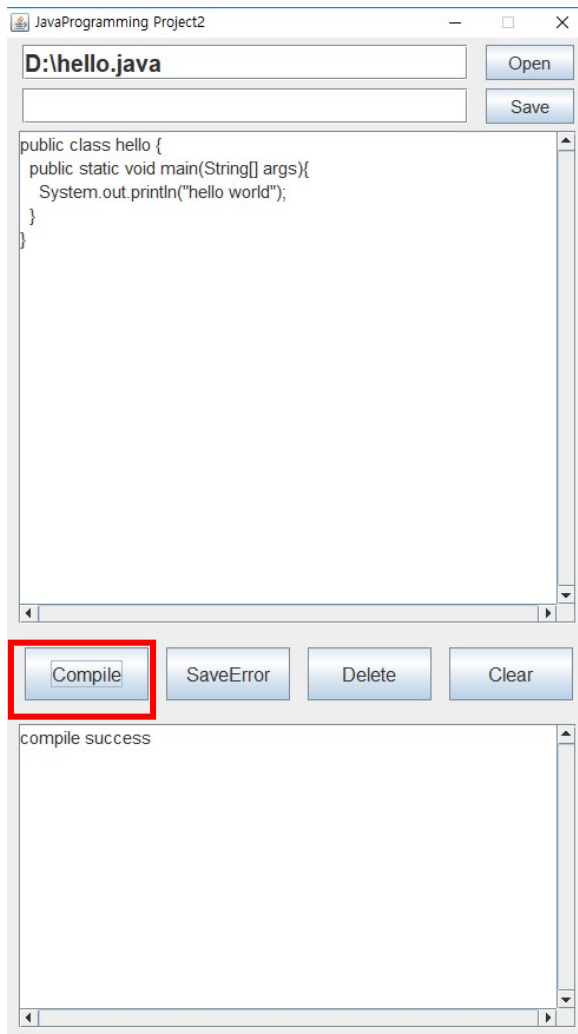 JavaProgramming Project2
D:\hello.java
Open
Save
public class hello {
  public static void main(String[] args){
    System.out.println("hello world");
  }
}
Compile SaveError Delete Clear
compile success